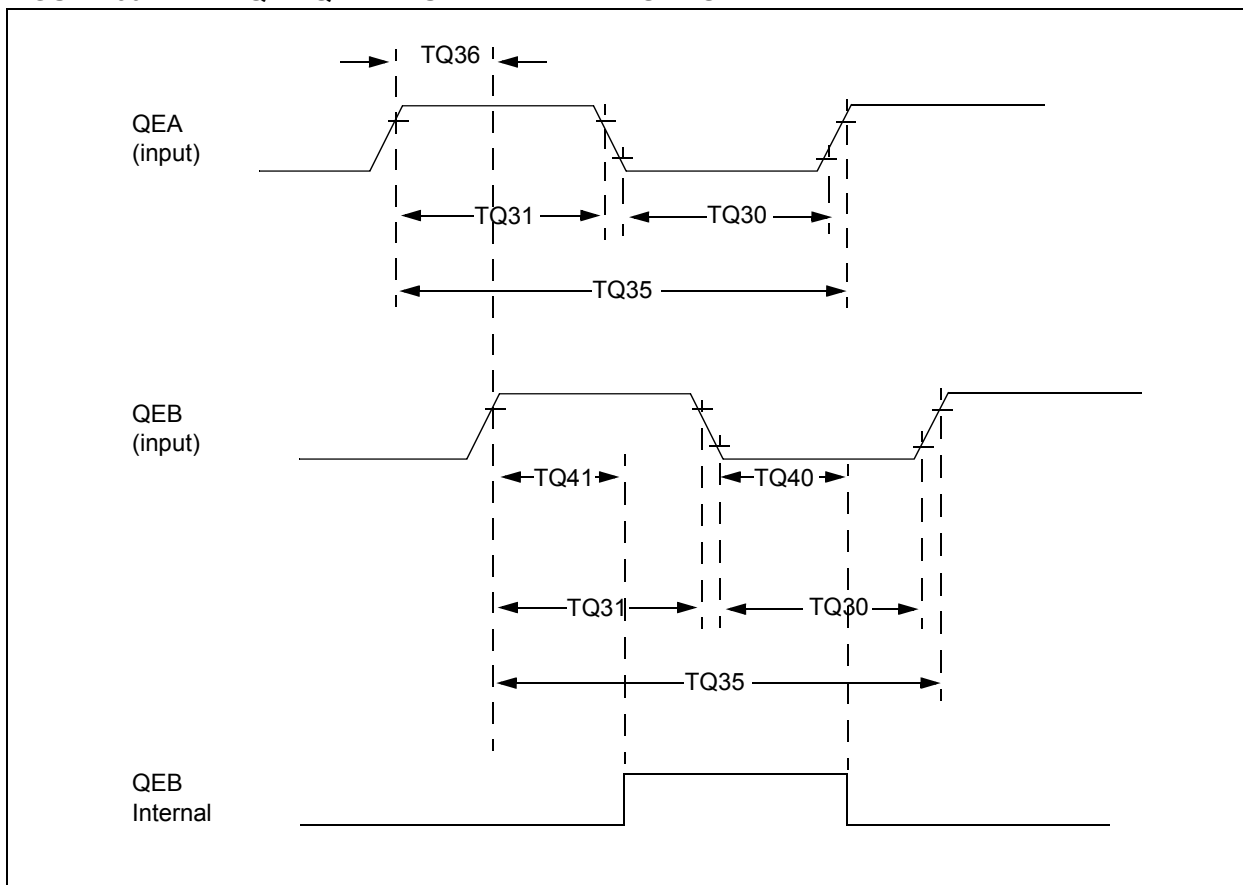 TQ36
QEA
(input)
TQ31
TQ30
TQ35
QEB
(input)
TQ41
TQ40
TQ31
TQ30
TQ35
QEB
Internal